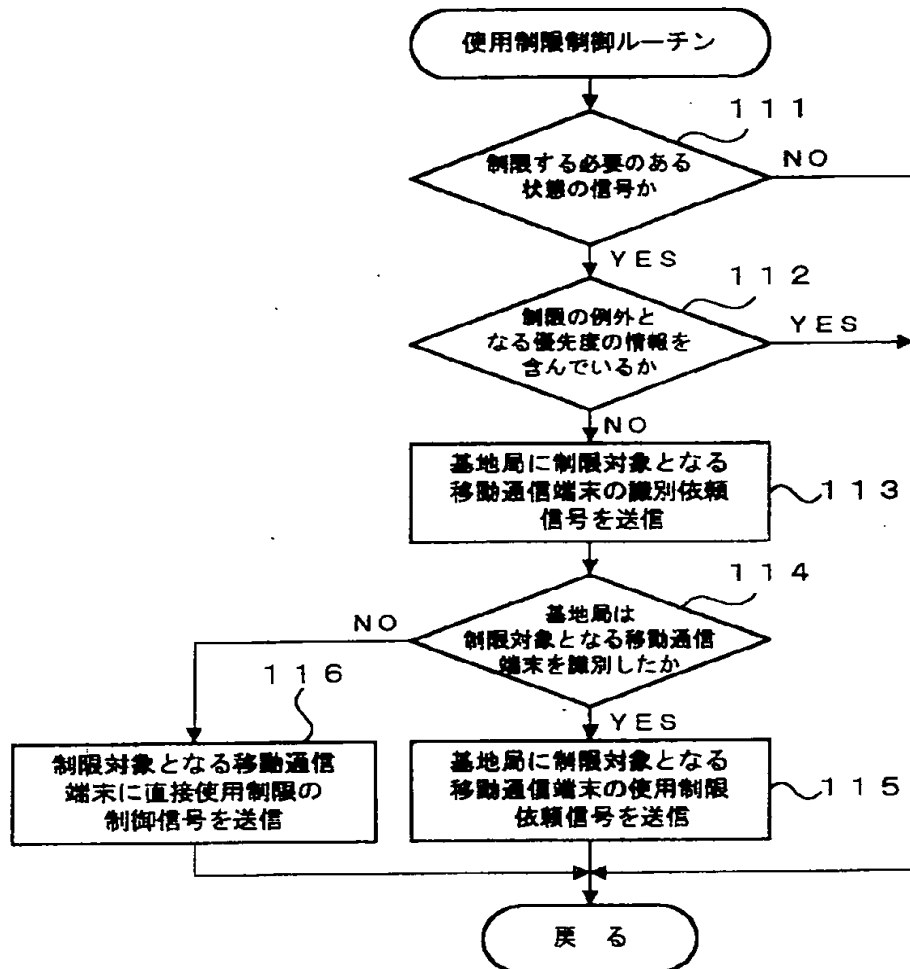 使用制限制御ルーチン
111
制限する必要のある
状態の信号か
NO
YES
112
制限の例外と
なる優先度の情報を
含んでいるか
YES
NO
基地局に制限対象となる
移動通信端末の識別依頼
信号を送信
113
114
基地局は
制限対象となる移動通信
端末を識別したか
NO
116
YES
制限対象となる移動通信
端末に直接使用制限の
制御信号を送信
基地局に制限対象となる
移動通信端末の使用制限
依頼信号を送信
115
戻 る